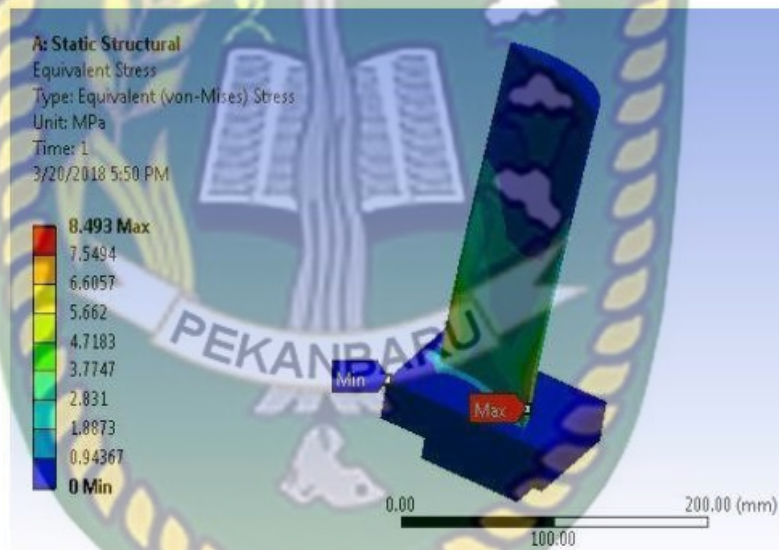 A: Static Structural
Equivalent Stress
Type: Equivalent (von-Mises) Stress
Unit: MPa
Time: 1
3/20/2018 5:50 PM
8.493 Max
7.5494
6.6057
5.662
4.7183
3.7747
2.831
1.8873
0.94367
0 Min
PEKANBARU
Min
Max
0.00
200.00 (mm)
100.00